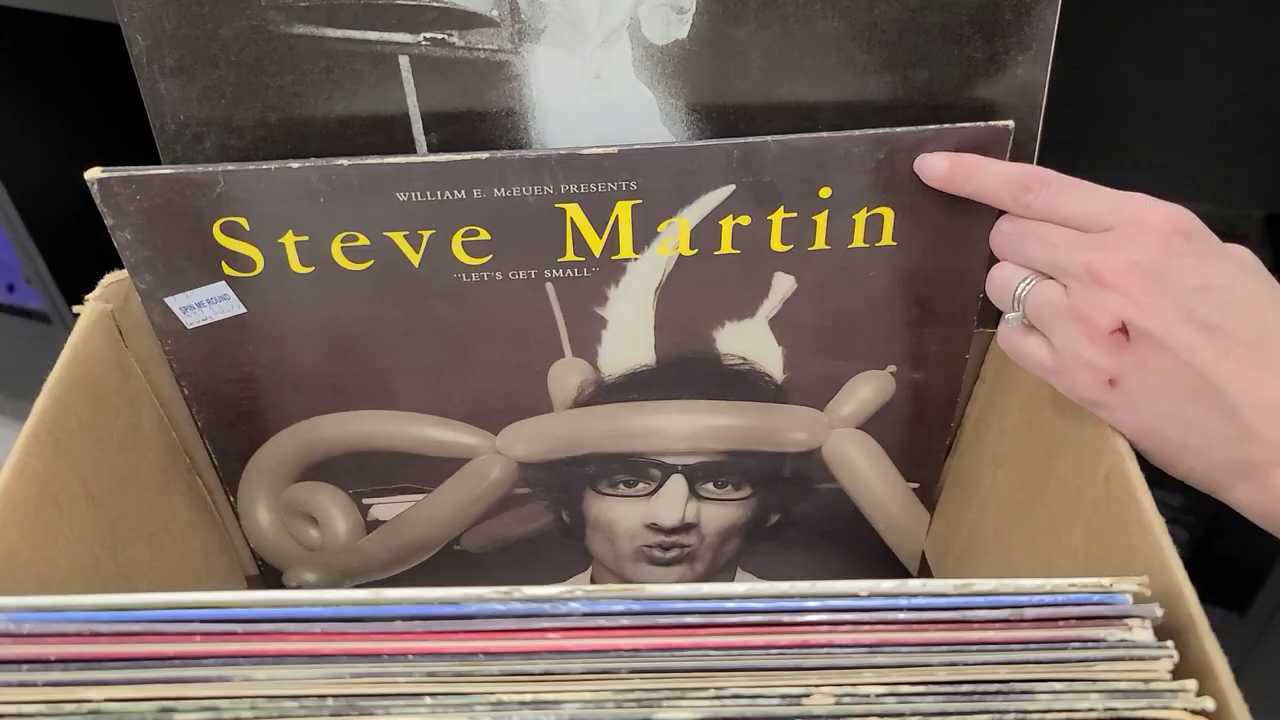 WILLIAM E. McEUEN PRESENTS
Steve Martin
"LET'S GET SMALL"
SPIN ME ROUND